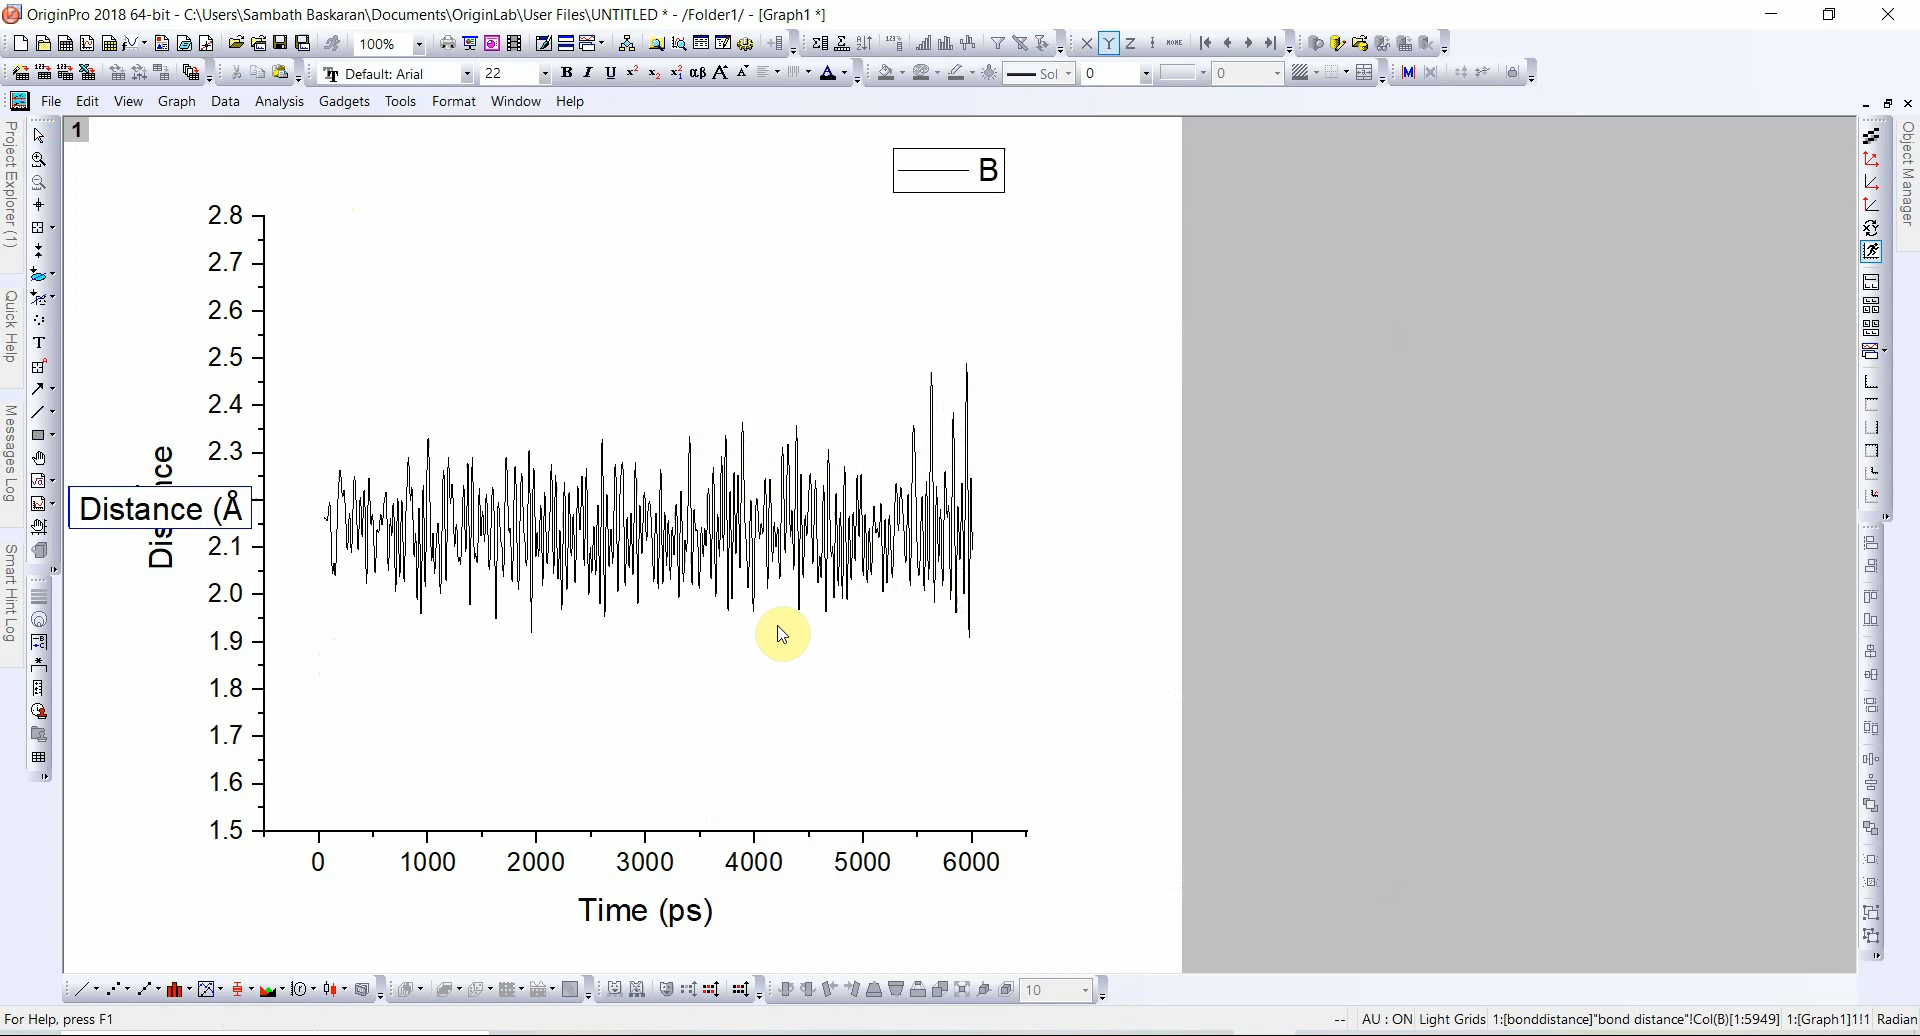 OriginPro 2018 64-bit - C:\Users\Sambath Baskaran\Documents\OriginLab\User Files\UNTITLED * - /Folder1/ - [Graph1 *]
100%
X Y Z
Default: Arial 22 B I U αβ A A A Sol 0 0
File Edit View Graph Data Analysis Gadgets Tools Format Window Help
Project Explorer (1)
Quick Help
Messages Log
Smart Hint Log
Object Manager
1
B
2.8
2.7
2.6
2.5
2.4
2.3
2.1
2.0
1.9
1.8
1.7
1.6
1.5
Distance (Å
0 1000 2000 3000 4000 5000 6000
Time (ps)
10
For Help, press F1
-- AU : ON Light Grids 1:[bonddistance]"bond distance"!Col(B)[1:5949] 1:[Graph1]1!1 Radian